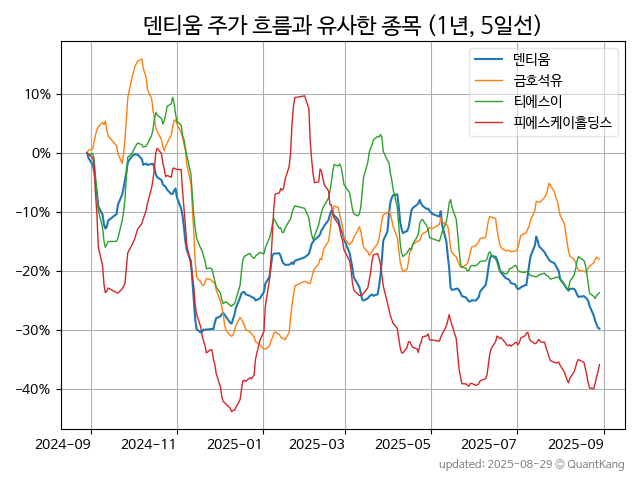 덴티움 주가 흐름과 유사한 종목 (1년, 5일선)
덴티움
금호석유
티에스이
피에스케이홀딩스
10%
0%
−10%
−20%
−30%
−40%
2024-09 2024-11 2025-01 2025-03 2025-05 2025-07 2025-09
updated: 2025-08-29 © QuantKang